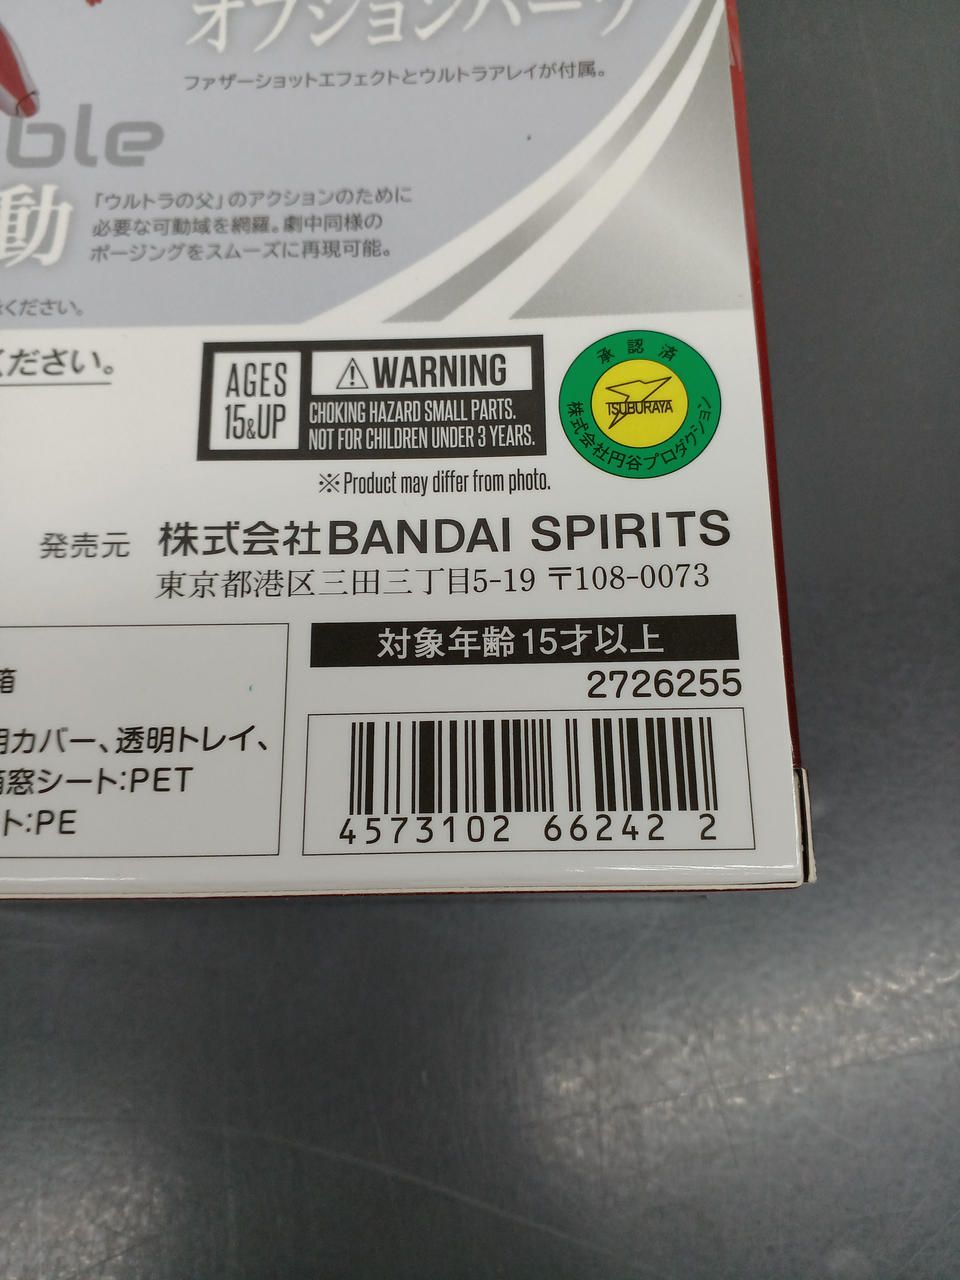 オプションパーツ
ファザーショットエフェクトとウルトラアレイが付属。
ble
動
「ウルトラの父」のアクションのために
必要な可動域を網羅。劇中同様の
ポージングをスムーズに再現可能。
ください。
ください。
AGES
15&UP
WARNING
CHOKING HAZARD SMALL PARTS.
NOT FOR CHILDREN UNDER 3 YEARS.
※Product may differ from photo.
承認済
TSUBURAYA
株式会社円谷プロダクション
発売元 株式会社BANDAI SPIRITS
東京都港区三田三丁目5-19 〒108-0073
対象年齢15才以上
2726255
箱
カバー、透明トレイ、
窓シート:PET
ト:PE
4573102 66242 2